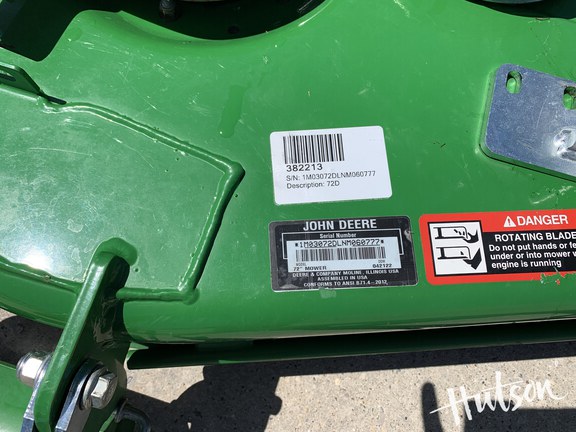 382213
S/N: 1M03072DLNM060777
Description: 72D
JOHN DEERE
Serial Number
*1M03072DLNM060777*
MODEL
72" MOWER
DEERE & COMPANY MOLINE, ILLINOIS USA
ASSEMBLED IN USA
CONFORMS TO ANSI B71.4-2012
DANGER
ROTATING BLADE
Do not put hands or fe
under or into mower w
engine is running
Hutson